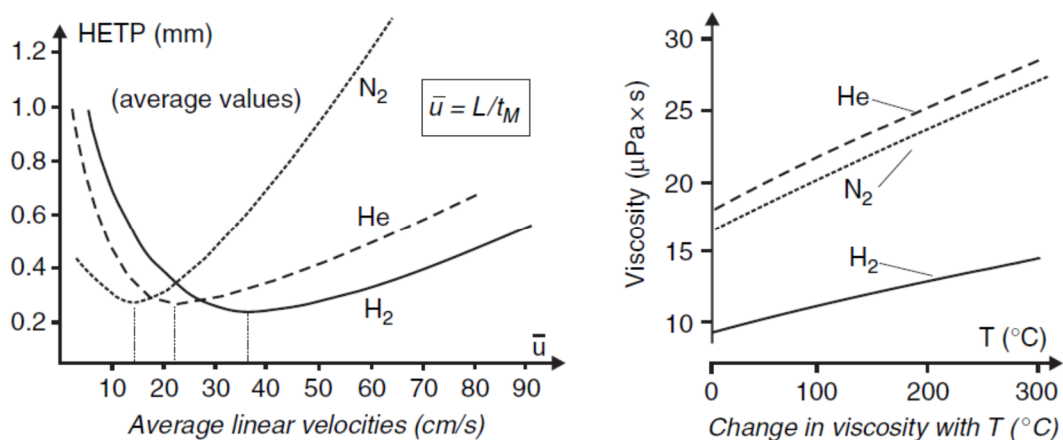 HETP (mm)
1.2
1.0
0.8
0.6
0.4
0.2
(average values)
N₂
ū = L/t_M
He
H₂
ū
10 20 30 40 50 60 70 80 90
Average linear velocities (cm/s)
Viscosity (µPa × s)
30
25
20
15
10
He
N₂
H₂
T (°C)
0 100 200 300
Change in viscosity with T (°C)